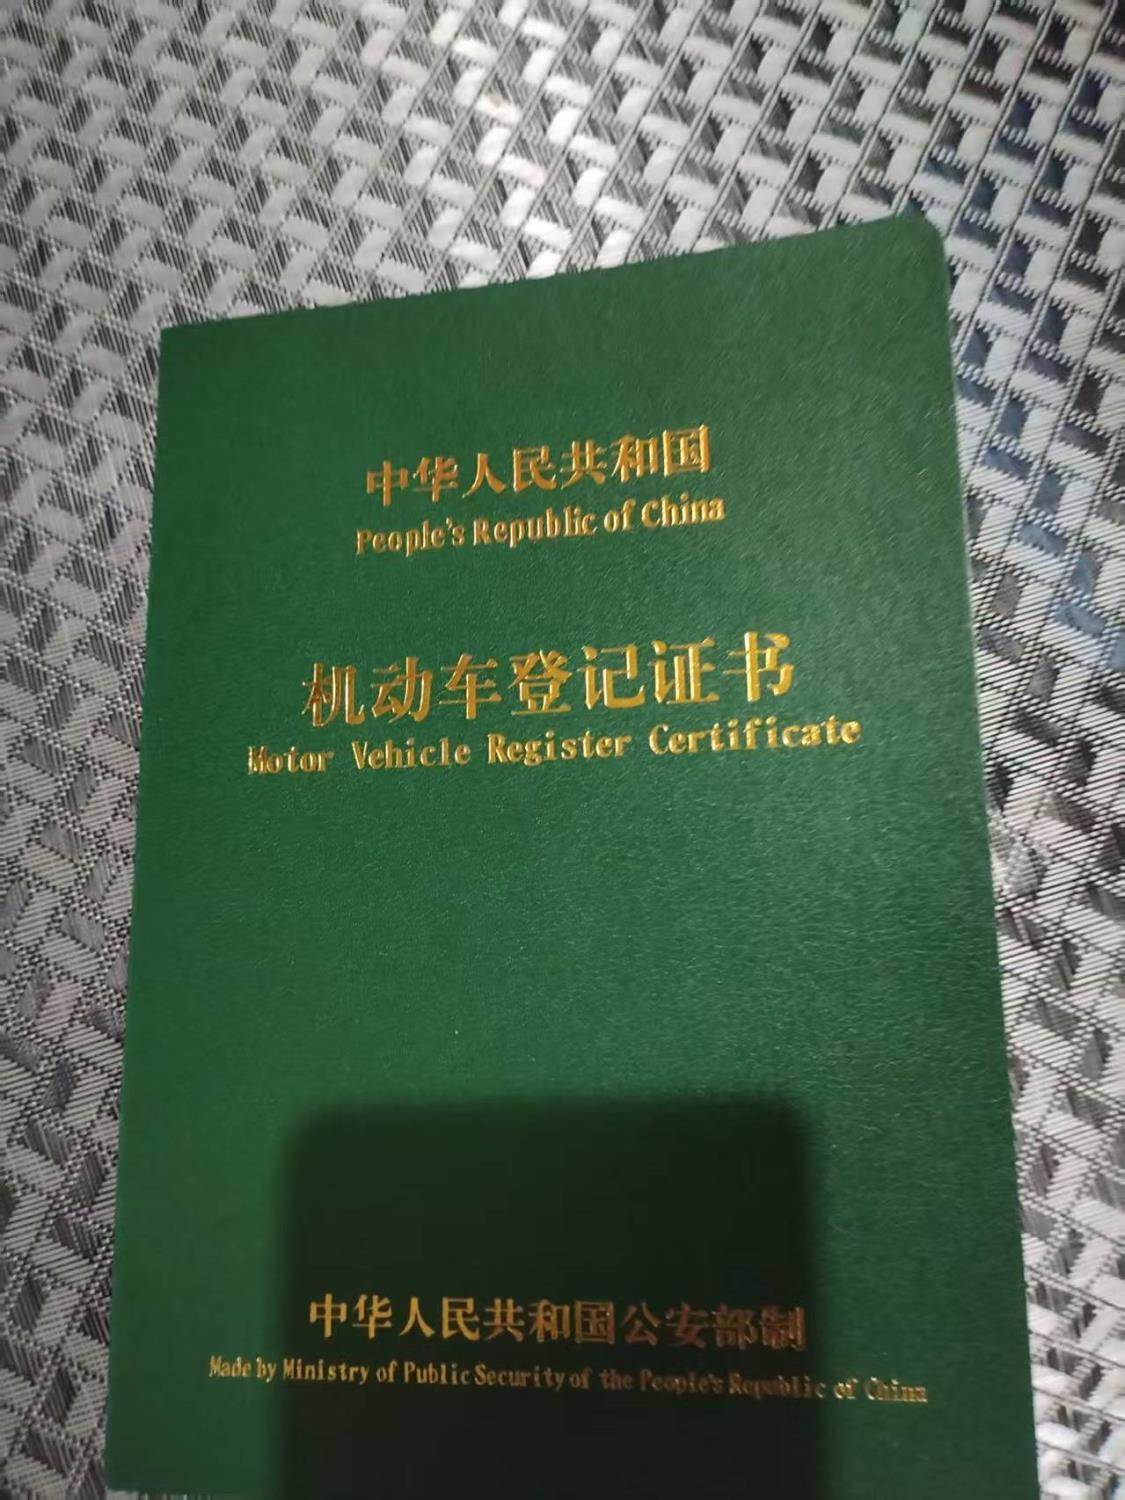 中华人民共和国
People's Republic of China
机动车登记证书
Motor Vehicle Register Certificate
中华人民共和国公安部制
Made by Ministry of Public Security of the People's Republic of China